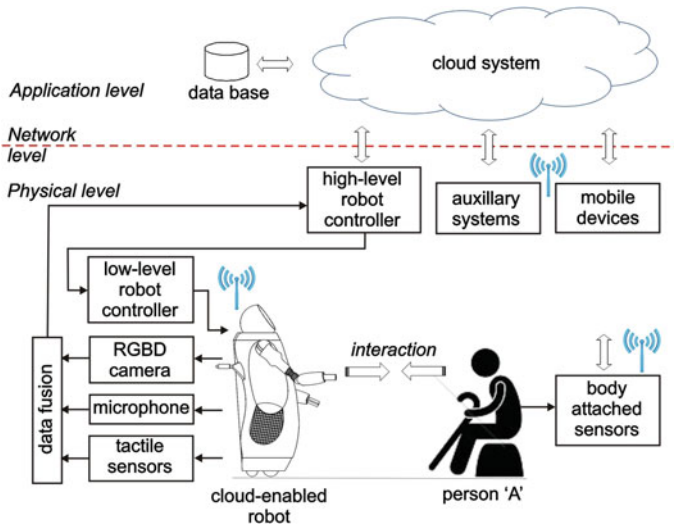 cloud system
data base
Application level
Network
level
Physical level
high-level
robot
controller
auxillary
systems
mobile
devices
low-level
robot
controller
RGBD
camera
microphone
tactile
sensors
data fusion
interaction
body
attached
sensors
cloud-enabled
robot
person 'A'